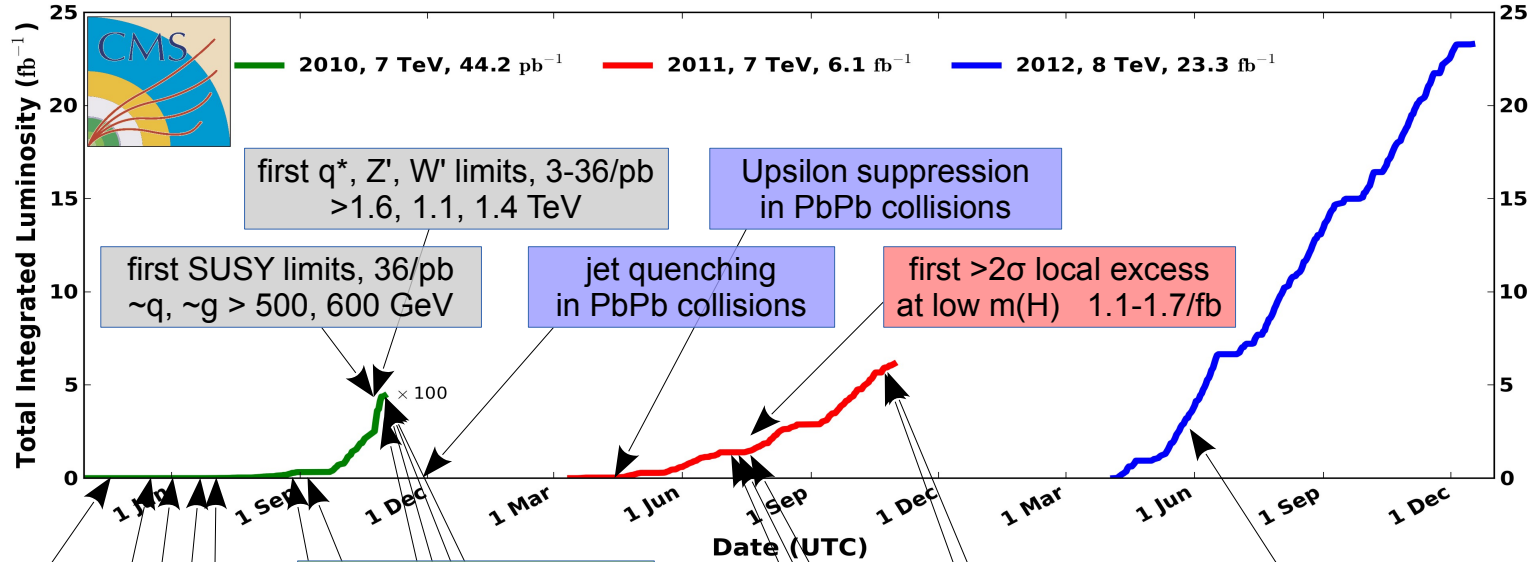 Total Integrated Luminosity (fb⁻¹)
25
20
15
10
5
0
CMS
2010, 7 TeV, 44.2 pb⁻¹
2011, 7 TeV, 6.1 fb⁻¹
2012, 8 TeV, 23.3 fb⁻¹
25
20
15
10
5
0
first q*, Z', W' limits, 3-36/pb
>1.6, 1.1, 1.4 TeV
Upsilon suppression
in PbPb collisions
first SUSY limits, 36/pb
~q, ~g > 500, 600 GeV
jet quenching
in PbPb collisions
first >2σ local excess
at low m(H) 1.1-1.7/fb
× 100
1 Jun
1 Sep
1 Dec
1 Mar
1 Jun
1 Sep
1 Dec
1 Mar
1 Jun
1 Sep
1 Dec
Date (UTC)